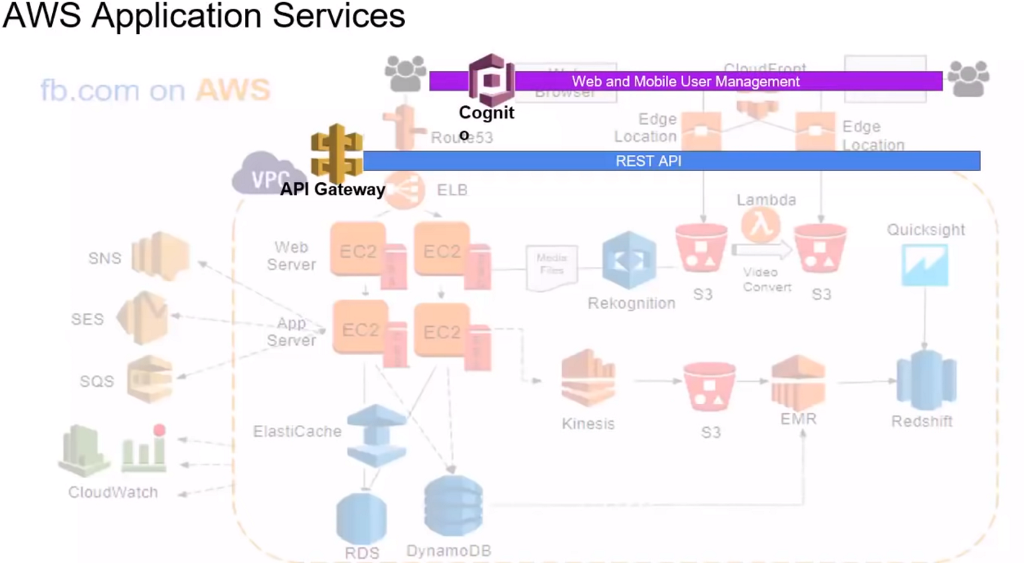 AWS Application Services
fb.com on AWS
Web and Mobile User Management
CloudFront
Browser
Cognit
o
Route53
Edge
Location
Edge
Location
REST API
VPC
API Gateway
ELB
Lambda
Quicksight
Web
Server
EC2
EC2
SNS
Media
Files
Rekognition
S3
Video
Convert
S3
SES
App
Server
EC2
EC2
SQS
Kinesis
S3
EMR
Redshift
ElastiCache
CloudWatch
RDS
DynamoDB